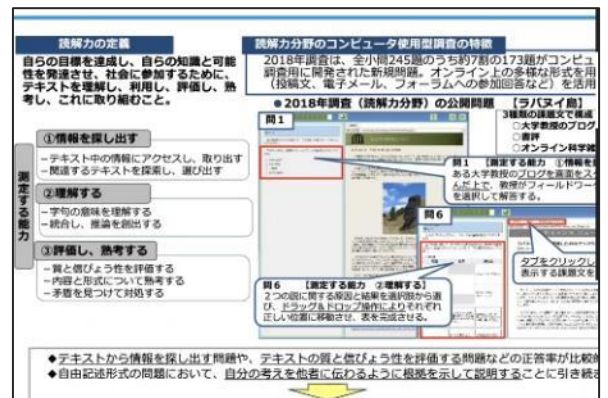 読解力の定義
自らの目標を達成し、自らの知識と可能
性を発達させ、社会に参加するために、
テキストを理解し、利用し、評価し、熟
考し、これに取り組むこと。
測定する能力
①情報を探し出す
－テキスト中の情報にアクセスし、取り出す
－関連するテキストを探索し、選び出す
②理解する
－字句の意味を理解する
－統合し、推論を創出する
③評価し、熟考する
－質と信ぴょう性を評価する
－内容と形式について熟考する
－矛盾を見つけて対処する
読解力分野のコンピュータ使用型調査の特徴
2018年調査は、全小問245題のうち約7割の173題がコンピュ
調査用に開発された新規問題。オンライン上の多様な形式を用
（投稿文、電子メール、フォーラムへの参加回答など）を活用
●2018年調査（読解力分野）の公開問題 【ラパヌイ島】
3種類の課題文で構成
○大学教授のブログ
○書評
○オンライン科学雑
問1
問1 【測定する能力 ①情報を
ある大学教授のブログを画面をス
んだ上で、教授がフィールドワー
を選択して解答する。
問6
タブをクリックし
表示する課題文を
問6 【測定する能力 ②理解する】
２つの説に関する原因と結果を選択肢から選
び、ドラッグ＆ドロップ操作によりそれぞれ
正しい位置に移動させ、表を完成させる。
◆テキストから情報を探し出す問題や、テキストの質と信ぴょう性を評価する問題などの正答率が比較的
◆自由記述形式の問題において、自分の考えを他者に伝わるように根拠を示して説明することに引き続き